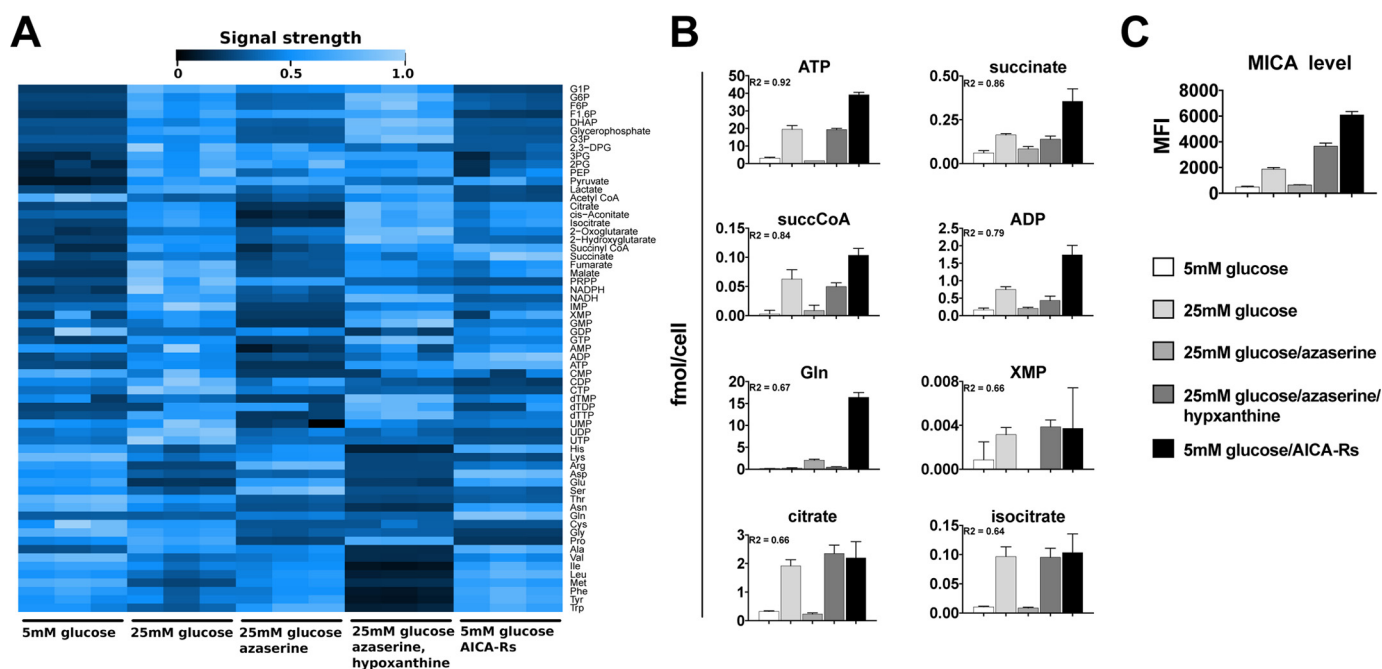 A
Signal strength
0
0.5
1.0
G1P
G6P
F6P
F1,6P
DHAP
Glycerophosphate
G3P
2,3−DPG
3PG
2PG
PEP
Pyruvate
Lactate
Acetyl CoA
Citrate
cis−Aconitate
Isocitrate
2−Oxoglutarate
2−Hydroxyglutarate
Succinyl CoA
Succinate
Fumarate
Malate
PRPP
NADPH
NADH
IMP
XMP
GMP
GDP
GTP
AMP
ADP
ATP
CMP
CDP
CTP
dTMP
dTDP
dTTP
UMP
UDP
UTP
His
Lys
Arg
Asp
Glu
Ser
Thr
Asn
Gln
Cys
Gly
Pro
Ala
Val
Ile
Leu
Met
Phe
Tyr
Trp
5mM glucose
25mM glucose
25mM glucose
azaserine
25mM glucose
azaserine,
hypoxanthine
5mM glucose
AICA-Rs
B
fmol/cell
ATP
R2 = 0.92
50
40
30
20
10
0
succinate
R2 = 0.86
0.50
0.25
0.00
succCoA
R2 = 0.84
0.15
0.10
0.05
0.00
ADP
R2 = 0.79
2.5
2.0
1.5
1.0
0.5
0.0
Gln
R2 = 0.67
20
15
10
5
0
XMP
R2 = 0.66
0.008
0.004
0.000
citrate
R2 = 0.66
3
2
1
0
isocitrate
R2 = 0.64
0.15
0.10
0.05
0.00
C
MICA level
MFI
8000
6000
4000
2000
0
5mM glucose
25mM glucose
25mM glucose/azaserine
25mM glucose/azaserine/
hypxanthine
5mM glucose/AICA-Rs